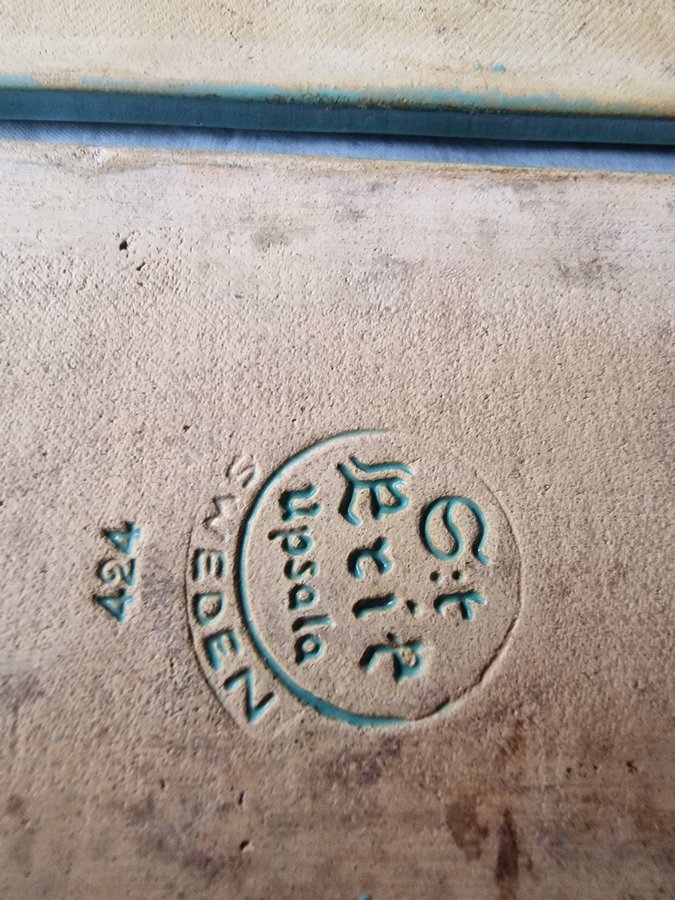 S:t
Erik
upsala
SWEDEN
424